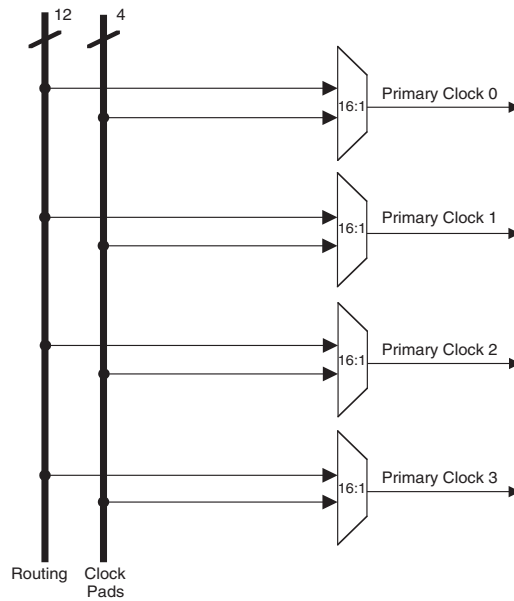 12
4
16:1
Primary Clock 0
16:1
Primary Clock 1
16:1
Primary Clock 2
16:1
Primary Clock 3
Routing
Clock
Pads